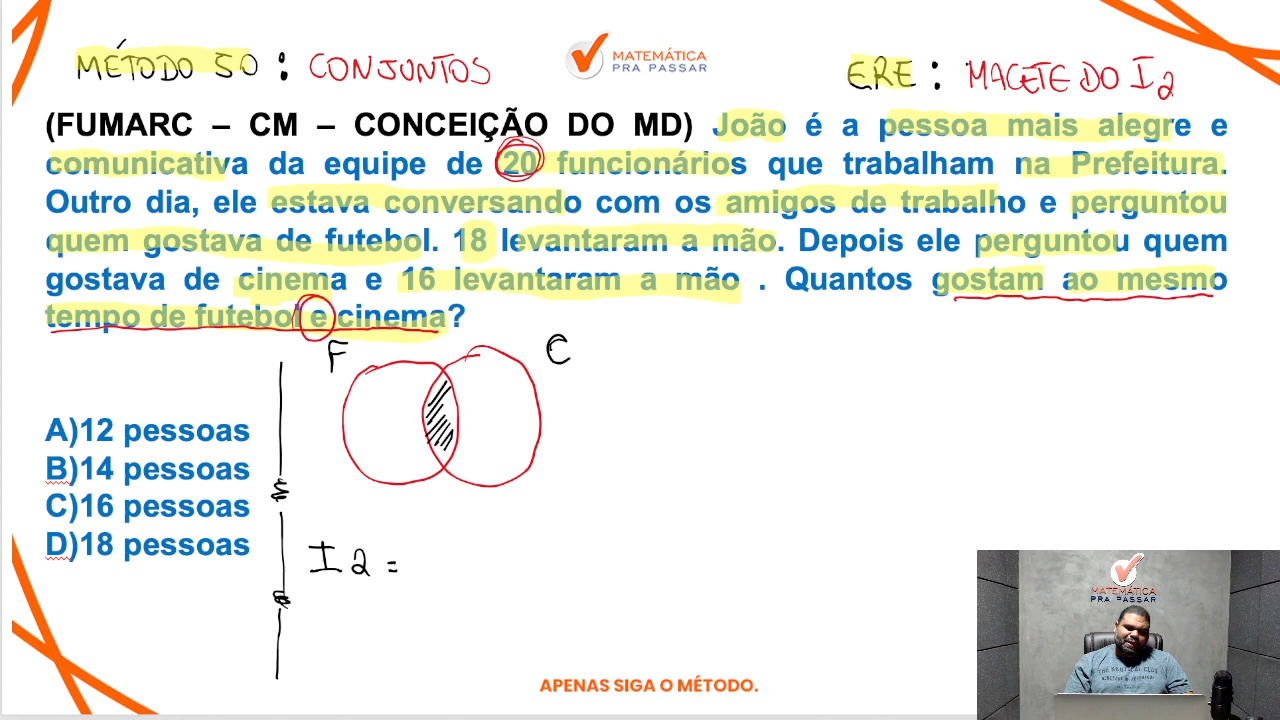 MÉTODO 50 : CONJUNTOS
MATEMÁTICA
PRA PASSAR
ERE : MACETE DO I2
(FUMARC – CM – CONCEIÇÃO DO MD) João é a pessoa mais alegre e
comunicativa da equipe de 20 funcionários que trabalham na Prefeitura.
Outro dia, ele estava conversando com os amigos de trabalho e perguntou
quem gostava de futebol. 18 levantaram a mão. Depois ele perguntou quem
gostava de cinema e 16 levantaram a mão . Quantos gostam ao mesmo
tempo de futebol e cinema?
F
C
A)12 pessoas
B)14 pessoas
C)16 pessoas
D)18 pessoas
I2 =
MATEMÁTICA
PRA PASSAR
APENAS SIGA O MÉTODO.